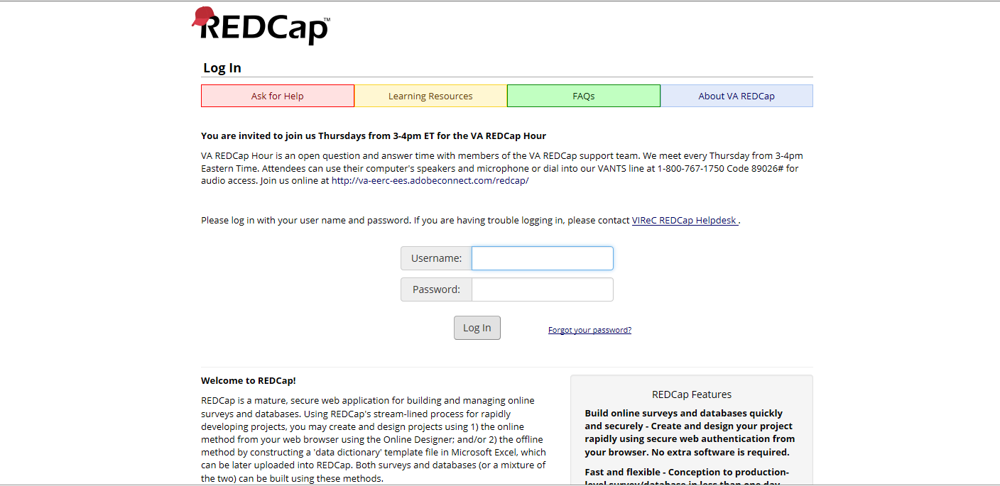 REDCap™
Log In
Ask for Help
Learning Resources
FAQs
About VA REDCap
You are invited to join us Thursdays from 3-4pm ET for the VA REDCap Hour
VA REDCap Hour is an open question and answer time with members of the VA REDCap support team. We meet every Thursday from 3-4pm
Eastern Time. Attendees can use their computer's speakers and microphone or dial into our VANTS line at 1-800-767-1750 Code 89026# for
audio access. Join us online at http://va-eerc-ees.adobeconnect.com/redcap/
Please log in with your user name and password. If you are having trouble logging in, please contact VIReC REDCap Helpdesk .
Username:
Password:
Log In
Forgot your password?
Welcome to REDCap!
REDCap is a mature, secure web application for building and managing online
surveys and databases. Using REDCap's stream-lined process for rapidly
developing projects, you may create and design projects using 1) the online
method from your web browser using the Online Designer; and/or 2) the offline
method by constructing a 'data dictionary' template file in Microsoft Excel, which
can be later uploaded into REDCap. Both surveys and databases (or a mixture of
the two) can be built using these methods.
REDCap Features
Build online surveys and databases quickly
and securely - Create and design your project
rapidly using secure web authentication from
your browser. No extra software is required.
Fast and flexible - Conception to production-
level survey/database in less than one day